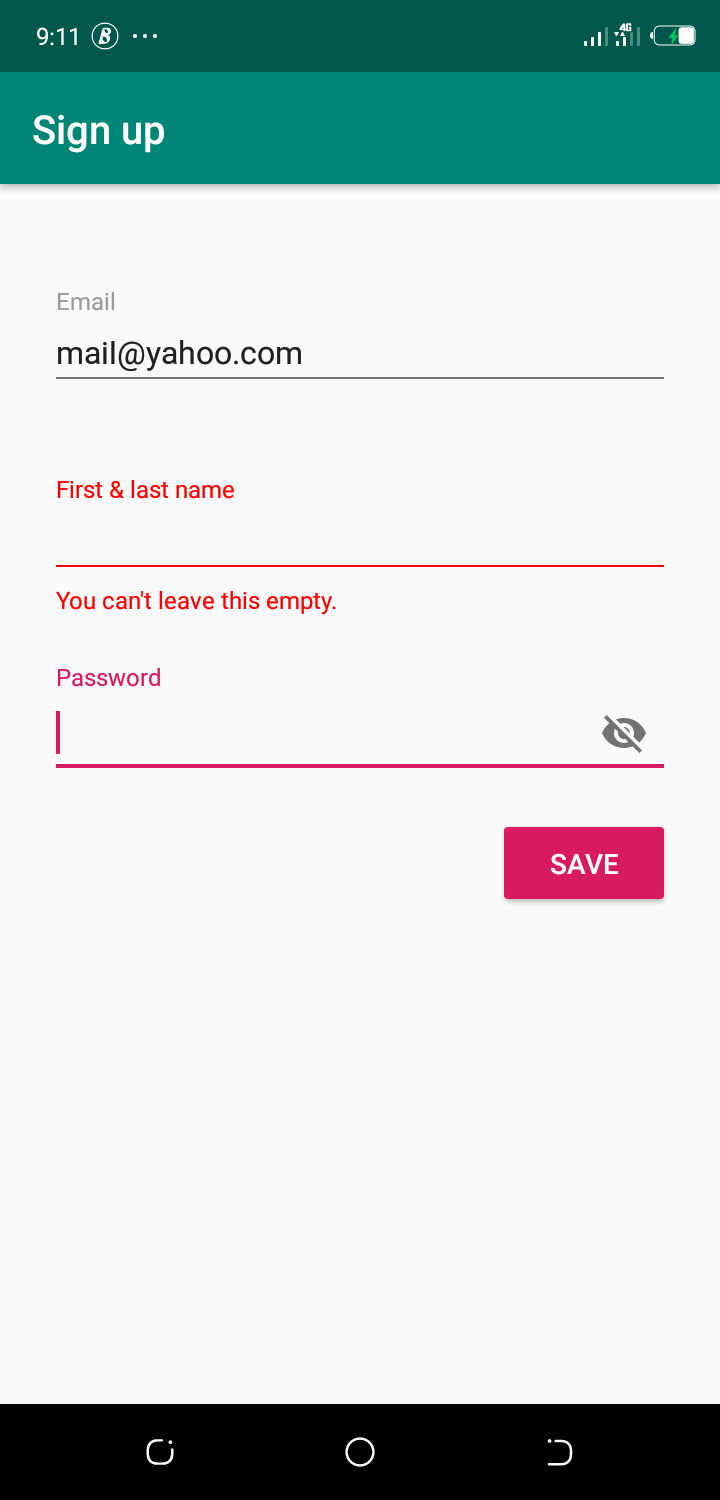 9:11 B ...
4G
Sign up
Email
mail@yahoo.com
First & last name
You can't leave this empty.
Password
SAVE